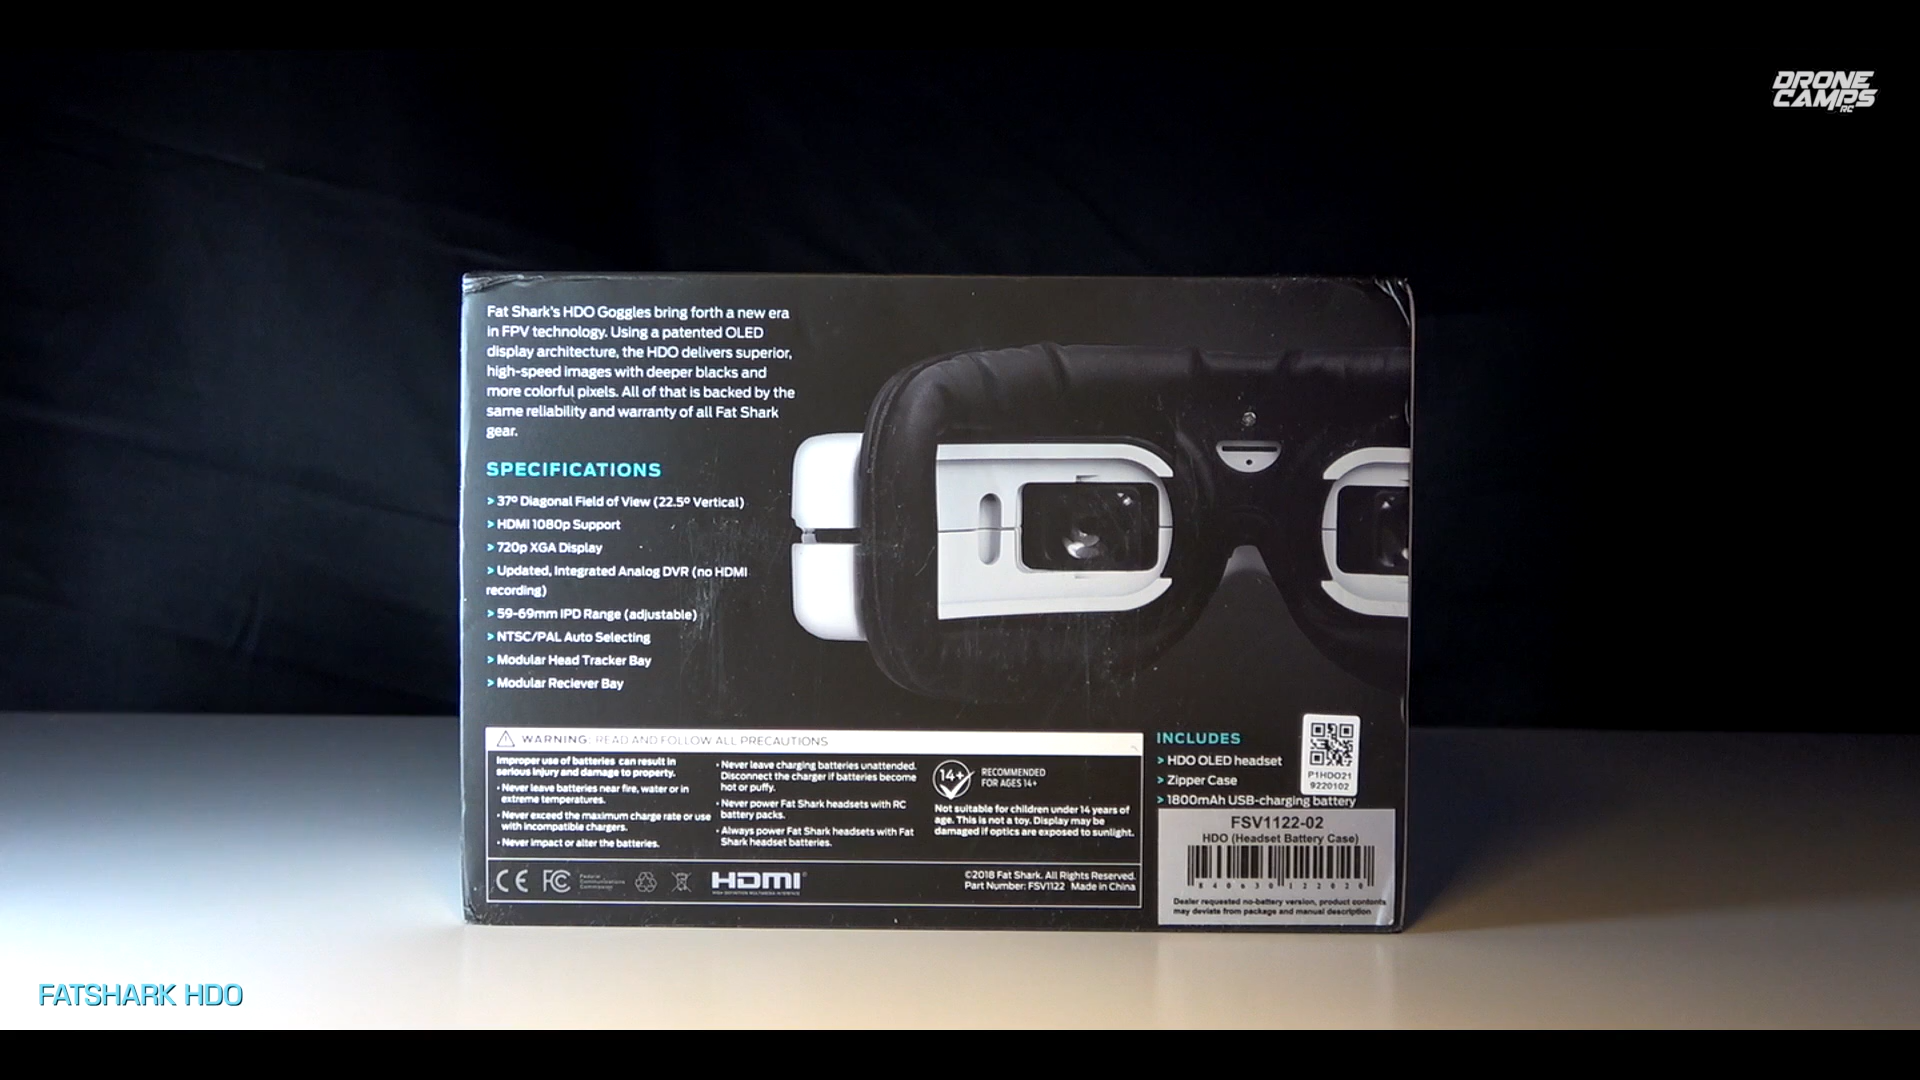 DRONE
CAMPS
RC
Fat Shark's HDO Goggles bring forth a new era
in FPV technology. Using a patented OLED
display architecture, the HDO delivers superior,
high-speed images with deeper blacks and
more colorful pixels. All of that is backed by the
same reliability and warranty of all Fat Shark
gear.
SPECIFICATIONS
> 37º Diagonal Field of View (22.5º Vertical)
> HDMI 1080p Support
> 720p XGA Display
> Updated, Integrated Analog DVR (no HDMI
recording)
> 59-69mm IPD Range (adjustable)
> NTSC/PAL Auto Selecting
> Modular Head Tracker Bay
> Modular Reciever Bay
WARNING: READ AND FOLLOW ALL PRECAUTIONS
Improper use of batteries can result in
serious injury and damage to property.
• Never leave batteries near fire, water or in
extreme temperatures.
• Never exceed the maximum charge rate or use
with incompatible chargers.
• Never impact or alter the batteries.
• Never leave charging batteries unattended.
Disconnect the charger if batteries become
hot or puffy.
• Never power Fat Shark headsets with RC
battery packs.
• Always power Fat Shark headsets with Fat
Shark headset batteries.
14+
RECOMMENDED
FOR AGES 14+
Not suitable for children under 14 years of
age. This is not a toy. Display may be
damaged if optics are exposed to sunlight.
CE FC Federal
Communications
Commission
HDMI
HIGH-DEFINITION MULTIMEDIA INTERFACE
©2018 Fat Shark. All Rights Reserved.
Part Number: FSV1122 Made in China
INCLUDES
> HDO OLED headset
> Zipper Case
> 1800mAh USB-charging battery
P1HDO21
9220102
FSV1122-02
HDO (Headset Battery Case)
8 40630 122020
Dealer requested no-battery version, product contents
may deviate from package and manual description
FATSHARK HDO